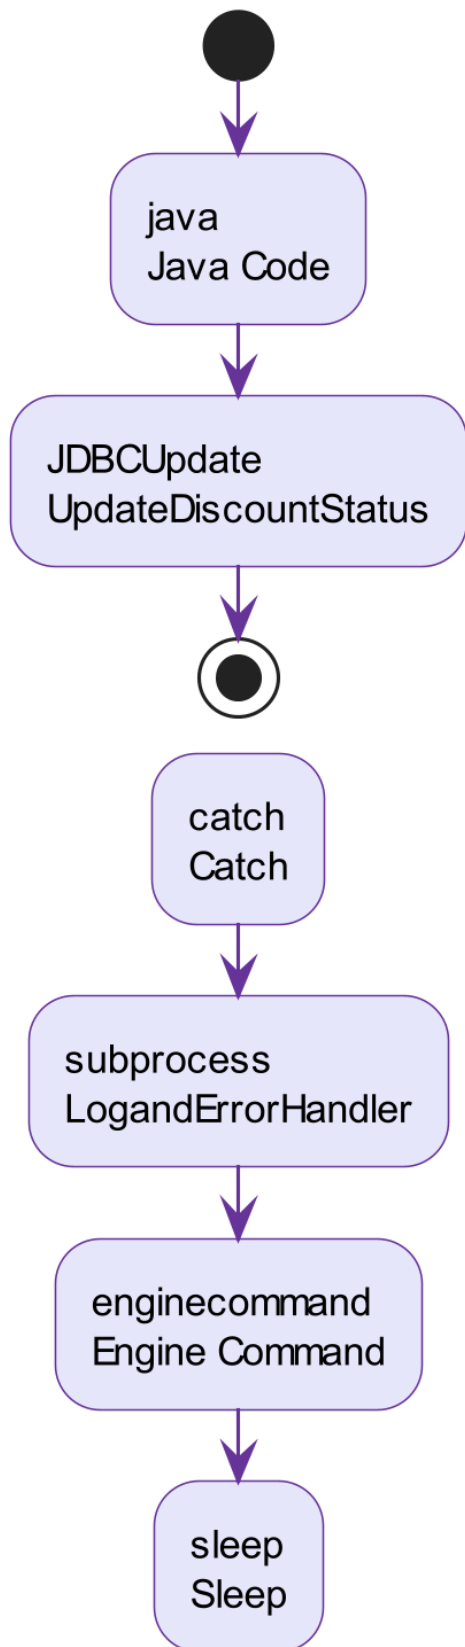 java
Java Code
JDBCUpdate
UpdateDiscountStatus
catch
Catch
subprocess
LogandErrorHandler
enginecommand
Engine Command
sleep
Sleep